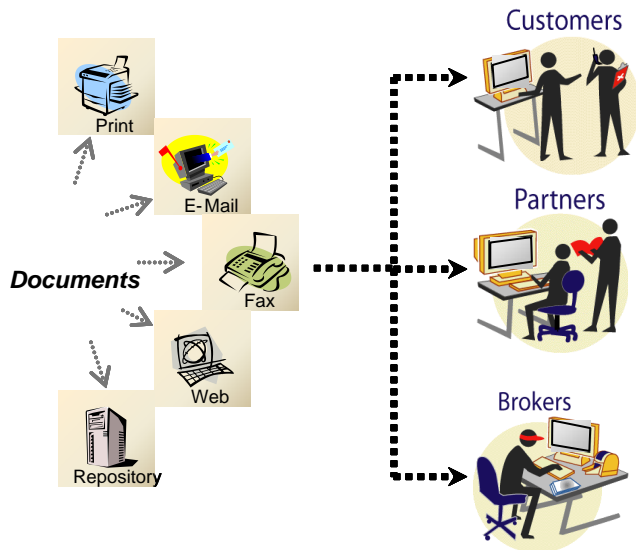 Customers
Print
E-Mail
Partners
Documents
Fax
Web
Brokers
Repository